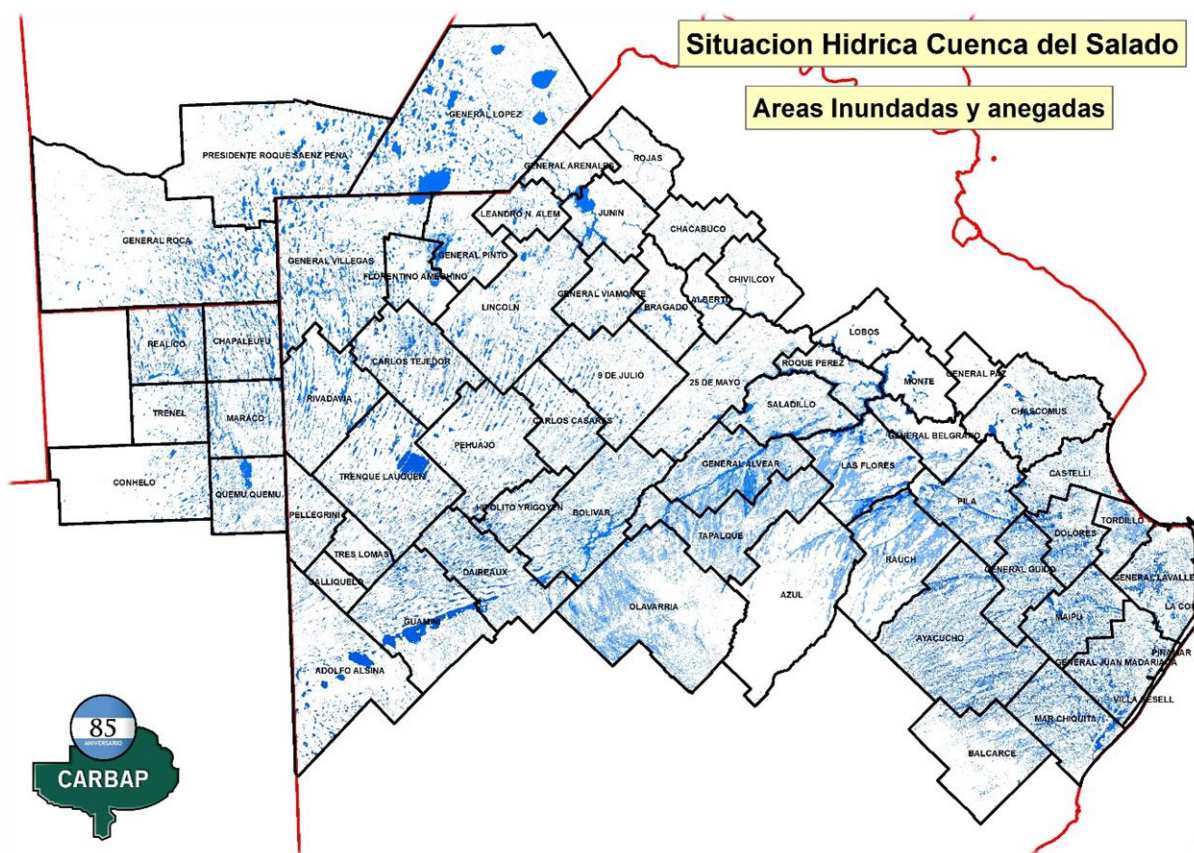 Situacion Hidrica Cuenca del Salado
Areas Inundadas y anegadas
GENERAL LOPEZ
PRESIDENTE ROQUE SAENZ PEÑA
GENERAL ARENALES
ROJAS
LEANDRO N. ALEM
JUNIN
CHACABUCO
GENERAL ROCA
GENERAL VILLEGAS
GENERAL PINTO
FLORENTINO AMEGHINO
CHIVILCOY
GENERAL VIAMONTE
LINCOLN
BRAGADO
ALBERTI
LOBOS
REALICO
CHAPALEUFU
CARLOS TEJEDOR
ROQUE PEREZ
9 DE JULIO
25 DE MAYO
MONTE
GENERAL PAZ
RIVADAVIA
SALADILLO
CHASCOMUS
TRENEL
MARACO
CARLOS CASARES
GENERAL BELGRANO
PEHUAJO
GENERAL ALVEAR
LAS FLORES
CASTELLI
TRENQUE LAUQUEN
CONHELO
QUEMU QUEMU
PILA
HIPOLITO YRIGOYEN
BOLIVAR
PELLEGRINI
TORDILLO
TAPALQUE
DOLORES
TRES LOMAS
RAUCH
GENERAL GUIDO
DAIREAUX
GENERAL LAVALLE
SALLIQUELO
AZUL
OLAVARRIA
LA CO
MAIPU
GUAMINI
AYACUCHO
PINAMAR
GENERAL JUAN MADARIAGA
ADOLFO ALSINA
VILLA GESELL
MAR CHIQUITA
BALCARCE
85
ANIVERSARIO
CARBAP